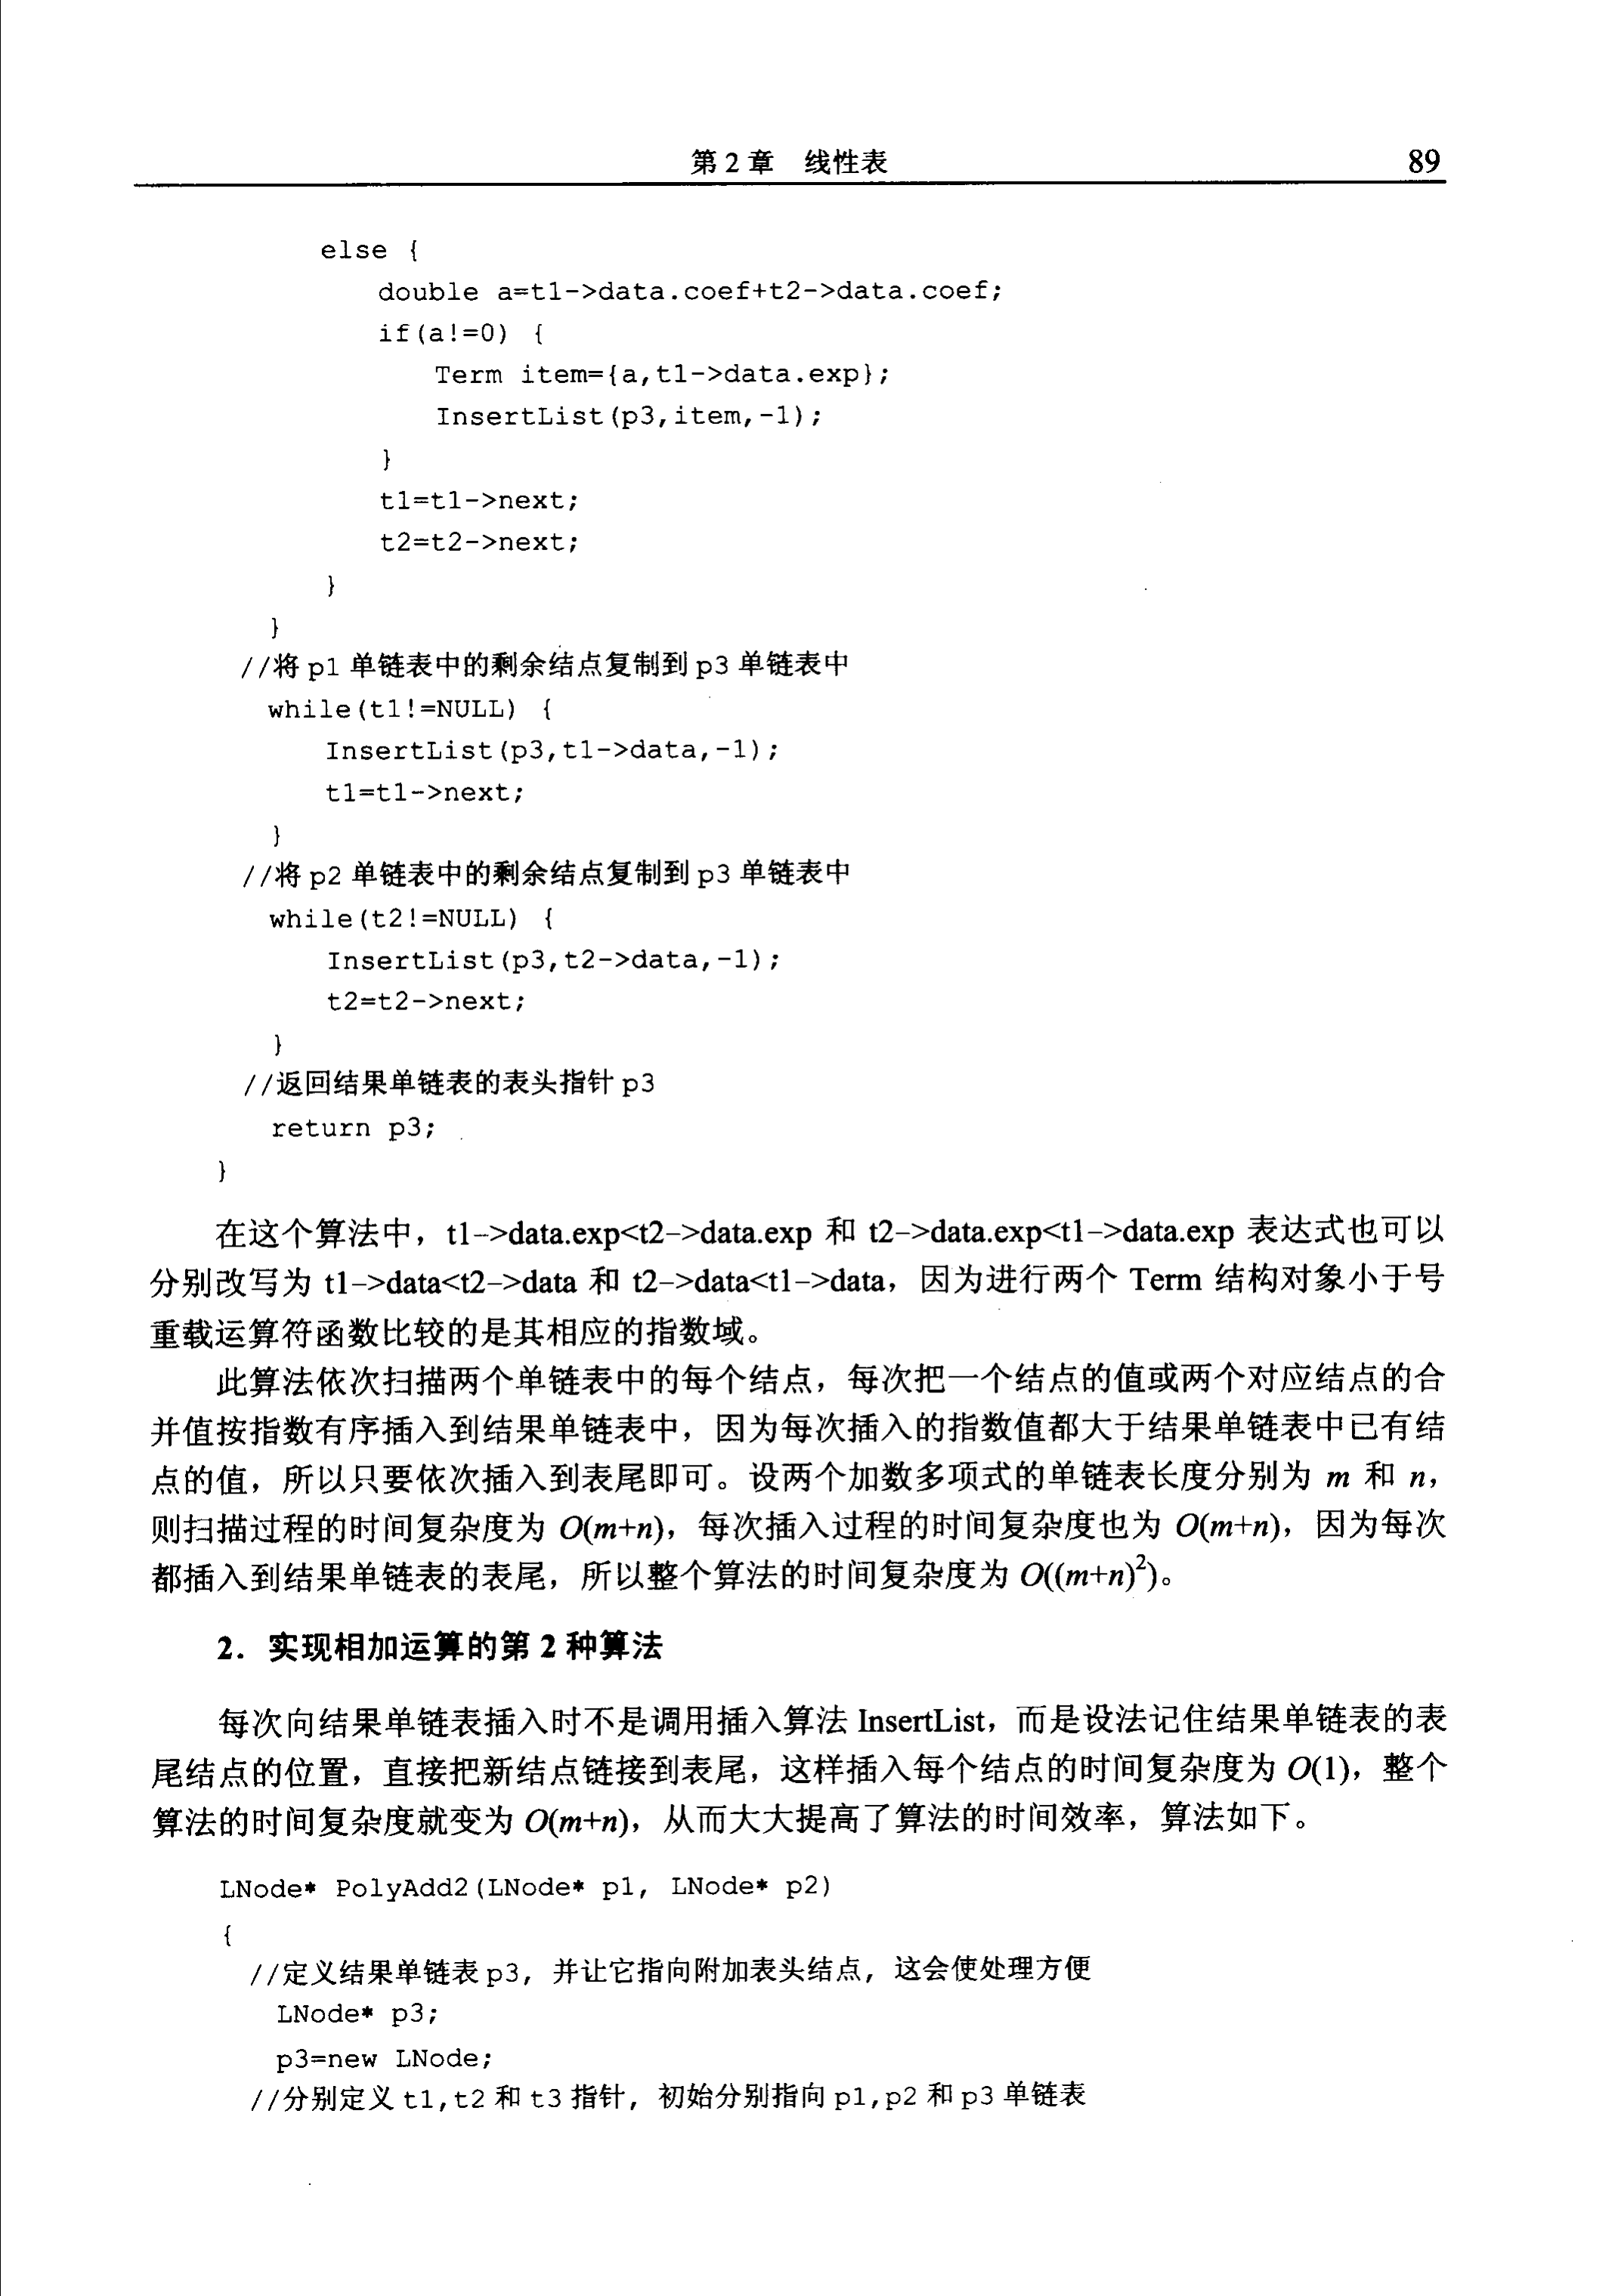 第 2 章 线性表 89
else {
double a=t1->data.coef+t2->data.coef;
if(a!=0) {
Term item={a,t1->data.exp};
InsertList(p3,item,-1);
}
t1=t1->next;
t2=t2->next;
}
}
//将 p1 单链表中的剩余结点复制到 p3 单链表中
while(t1!=NULL) {
InsertList(p3,t1->data,-1);
t1=t1->next;
}
//将 p2 单链表中的剩余结点复制到 p3 单链表中
while(t2!=NULL) {
InsertList(p3,t2->data,-1);
t2=t2->next;
}
//返回结果单链表的表头指针 p3
return p3;
}
在这个算法中，t1->data.exp<t2->data.exp 和 t2->data.exp<t1->data.exp 表达式也可以
分别改写为 t1->data<t2->data 和 t2->data<t1->data，因为进行两个 Term 结构对象小于号
重载运算符函数比较的是其相应的指数域。
此算法依次扫描两个单链表中的每个结点，每次把一个结点的值或两个对应结点的合
并值按指数有序插入到结果单链表中，因为每次插入的指数值都大于结果单链表中已有结
点的值，所以只要依次插入到表尾即可。设两个加数多项式的单链表长度分别为 m 和 n，
则扫描过程的时间复杂度为 O(m+n)，每次插入过程的时间复杂度也为 O(m+n)，因为每次
都插入到结果单链表的表尾，所以整个算法的时间复杂度为 O((m+n)²)。
2．实现相加运算的第 2 种算法
每次向结果单链表插入时不是调用插入算法 InsertList，而是设法记住结果单链表的表
尾结点的位置，直接把新结点链接到表尾，这样插入每个结点的时间复杂度为 O(1)，整个
算法的时间复杂度就变为 O(m+n)，从而大大提高了算法的时间效率，算法如下。
LNode* PolyAdd2(LNode* p1, LNode* p2)
{
//定义结果单链表 p3，并让它指向附加表头结点，这会使处理方便
LNode* p3;
p3=new LNode;
//分别定义 t1,t2 和 t3 指针，初始分别指向 p1,p2 和 p3 单链表